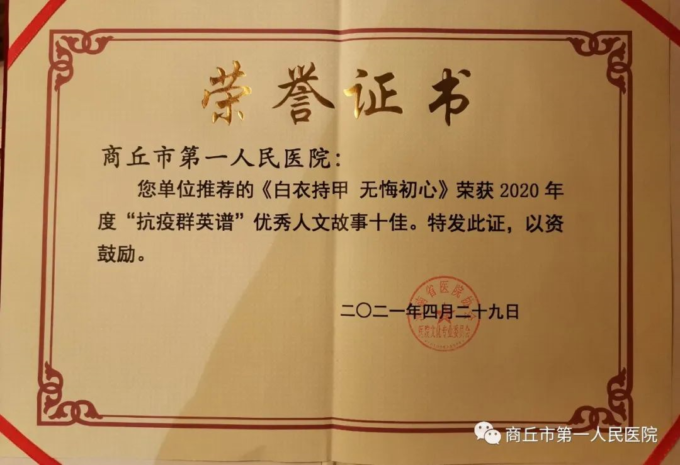 荣誉证书
商丘市第一人民医院：
您单位推荐的《白衣持甲 无悔初心》荣获2020年
度“抗疫群英谱”优秀人文故事十佳。特发此证，以资
鼓励。
二〇二一年四月二十九日
商丘市第一人民医院